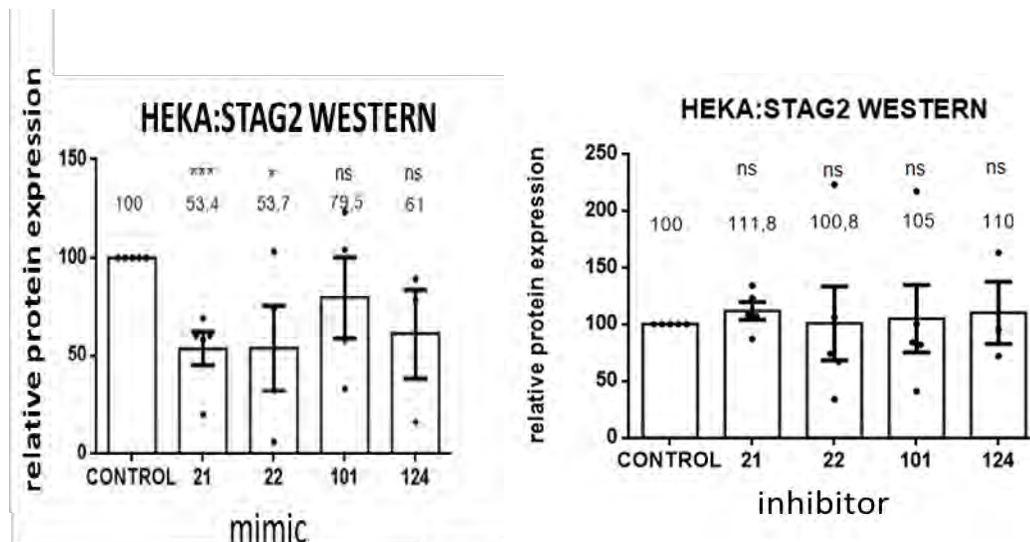 HEKA:STAG2 WESTERN
relative protein expression
150
100
50
0
*** * ns ns
100 53,4 53,7 79,5 61
CONTROL 21 22 101 124
mimic
HEKA:STAG2 WESTERN
relative protein expression
250
200
150
100
50
0
ns ns ns ns
100 111,8 100,8 105 110
CONTROL 21 22 101 124
inhibitor